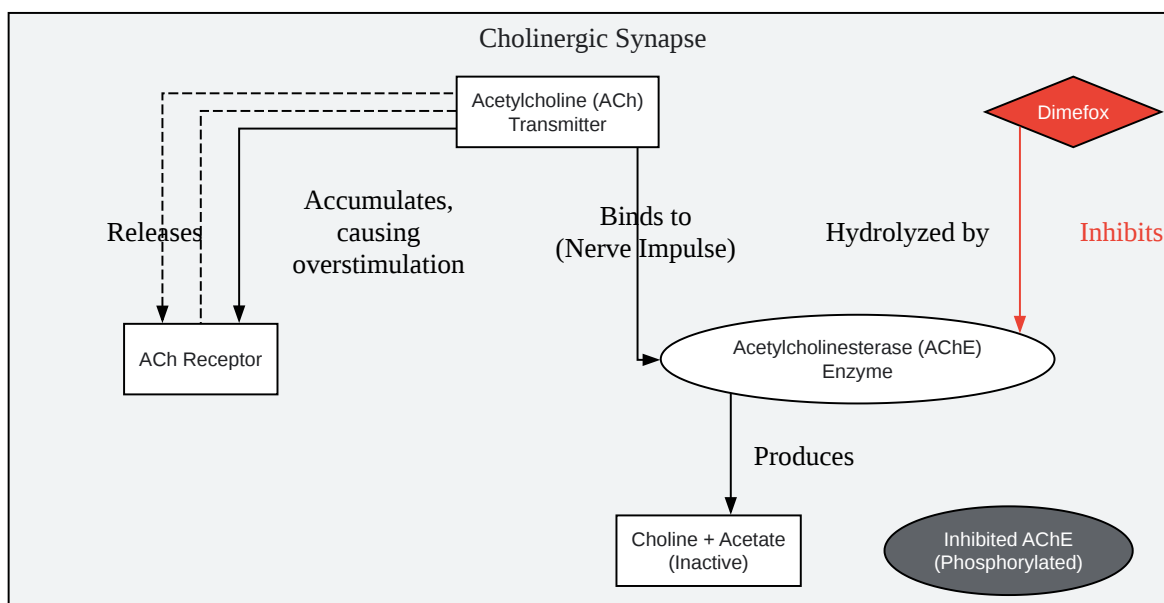 Cholinergic Synapse
Acetylcholine (ACh)
Transmitter
Dimefox
Releases
Accumulates,
causing
overstimulation
Binds to
(Nerve Impulse)
Hydrolyzed by
Inhibits
ACh Receptor
Acetylcholinesterase (AChE)
Enzyme
Produces
Choline + Acetate
(Inactive)
Inhibited AChE
(Phosphorylated)